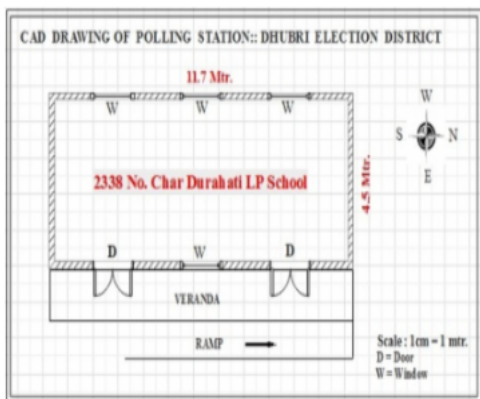 CAD DRAWING OF POLLING STATION:: DHUBRI ELECTION DISTRICT
11.7 Mtr.
W W W
W
S N
E
2338 No. Char Durahati LP School
4.5 Mtr.
D W D
VERANDA
RAMP
Scale : 1cm = 1 mtr.
D = Door
W = Window